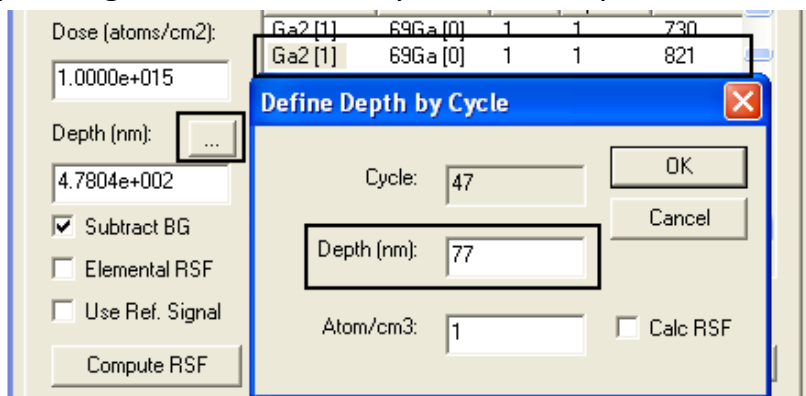 Dose (atoms/cm2):
1.0000e+015
Depth (nm):
...
4.7804e+002
Subtract BG
Elemental RSF
Use Ref. Signal
Compute RSF
Ga2 [1] 69Ga [0] 1 1 730
Ga2 [1] 69Ga [0] 1 1 821
Define Depth by Cycle
Cycle: 47
OK
Cancel
Depth (nm): 77
Atom/cm3: 1
Calc RSF